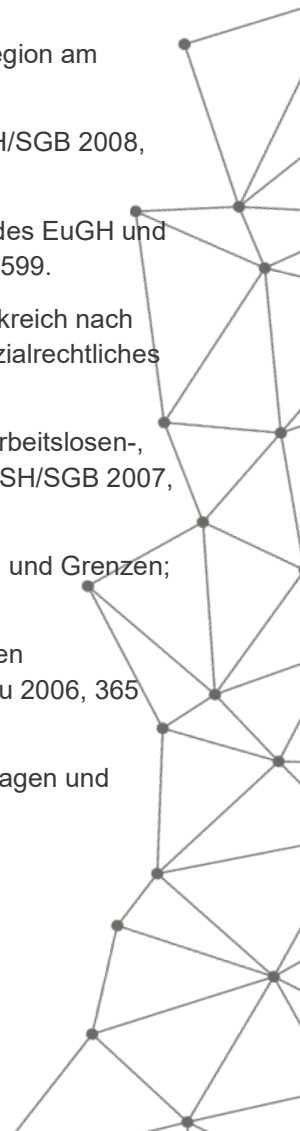 egion am
H/SGB 2008,
des EuGH und
599.
kreich nach
zialrechtliches
rbeitslosen-,
SH/SGB 2007,
und Grenzen;
en
u 2006, 365
agen und